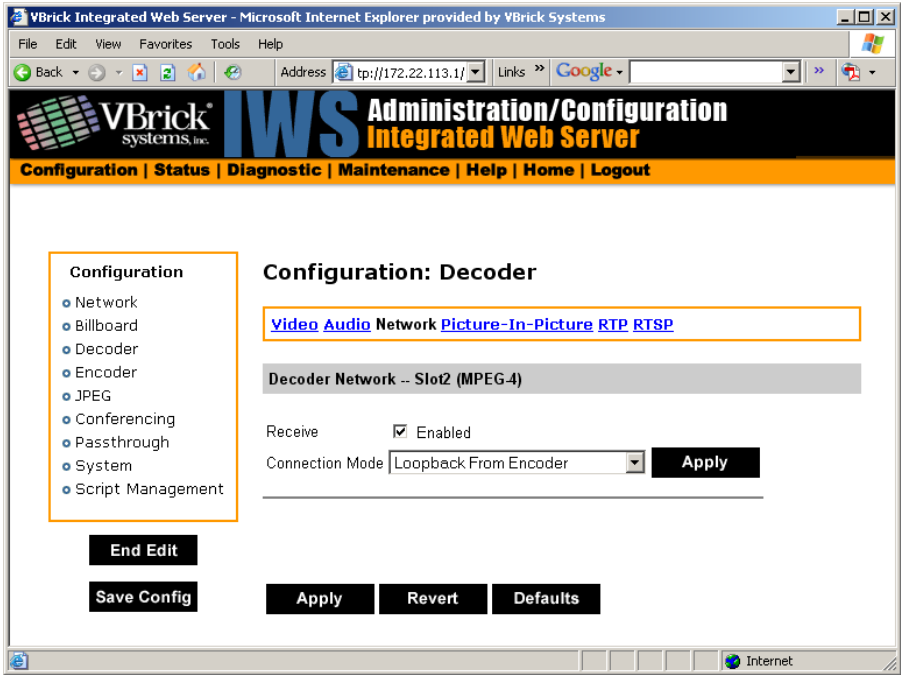 VBrick Integrated Web Server - Microsoft Internet Explorer provided by VBrick Systems
File Edit View Favorites Tools Help
Back Address tp://172.22.113.1/ Links » Google »
VBrick systems, inc. IWS Administration/Configuration
Integrated Web Server
Configuration | Status | Diagnostic | Maintenance | Help | Home | Logout
Configuration
Network
Billboard
Decoder
Encoder
JPEG
Conferencing
Passthrough
System
Script Management
End Edit
Save Config
Configuration: Decoder
Video Audio Network Picture-In-Picture RTP RTSP
Decoder Network -- Slot2 (MPEG-4)
Receive Enabled
Connection Mode Loopback From Encoder Apply
Apply Revert Defaults
Internet